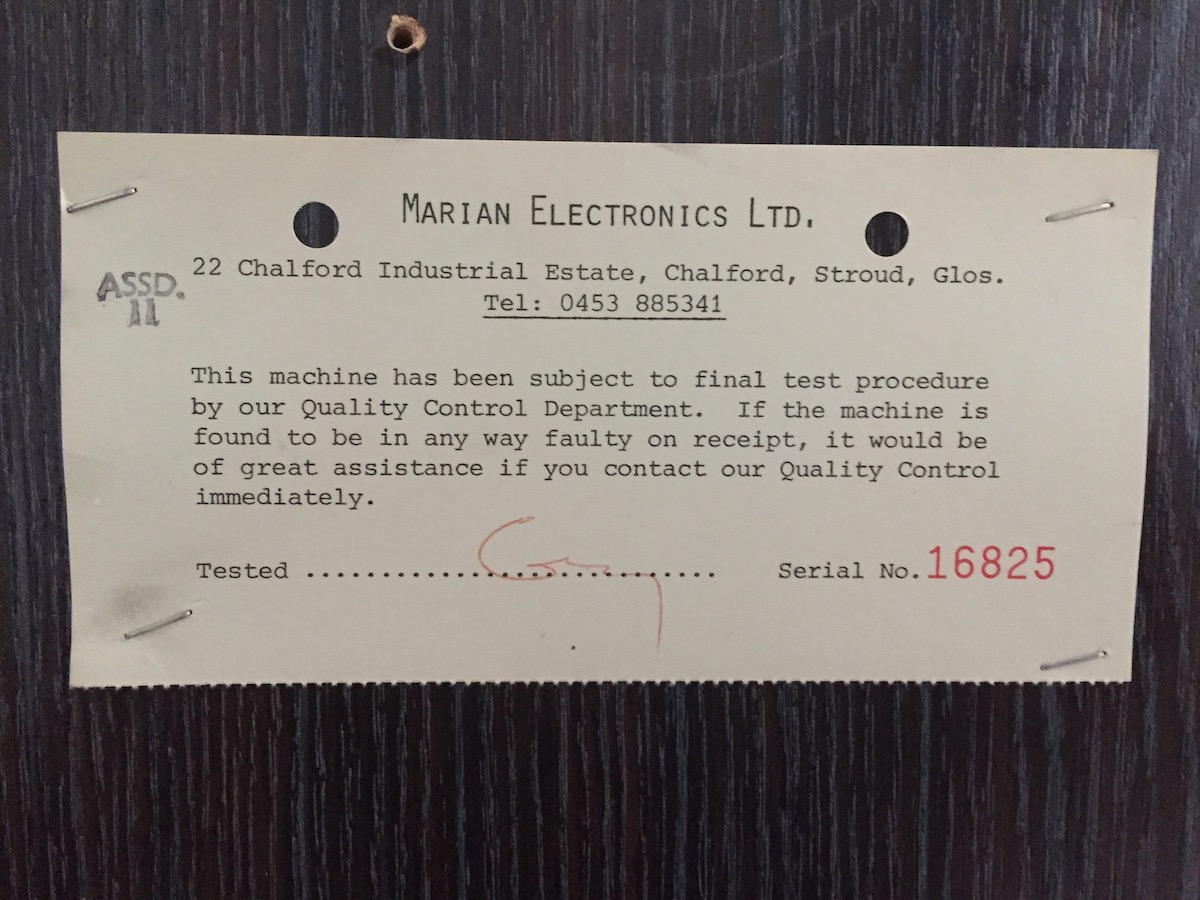 MARIAN ELECTRONICS LTD.
22 Chalford Industrial Estate, Chalford, Stroud, Glos.
Tel: 0453 885341
ASSD.
11
This machine has been subject to final test procedure
by our Quality Control Department. If the machine is
found to be in any way faulty on receipt, it would be
of great assistance if you contact our Quality Control
immediately.
Tested .......................... Serial No. 16825